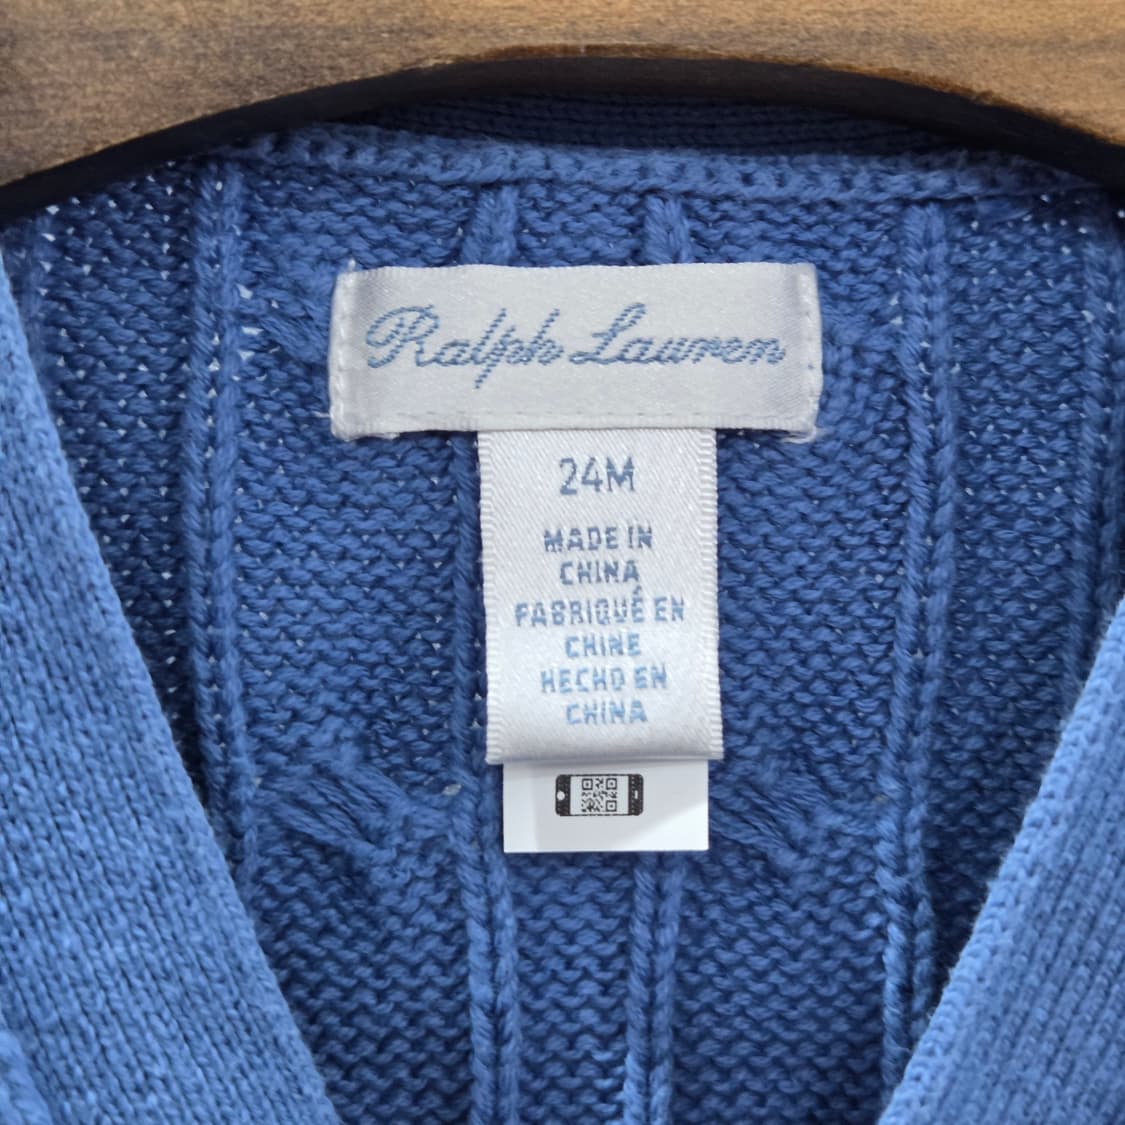 Ralph Lauren
24M
MADE IN
CHINA
FABRIQUÉ EN
CHINE
HECHO EN
CHINA